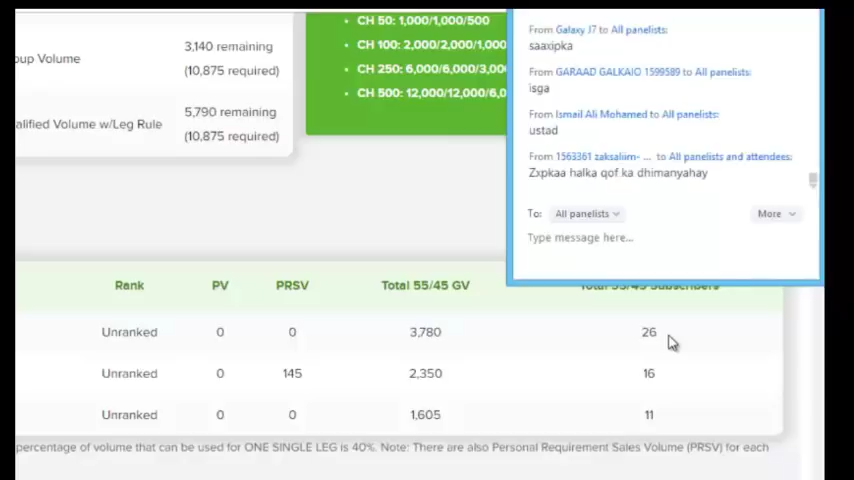 oup Volume
3,140 remaining
(10,875 required)
alified Volume w/Leg Rule
5,790 remaining
(10,875 required)
• CH 50: 1,000/1,000/500
• CH 100: 2,000/2,000/1,000
• CH 250: 6,000/6,000/3,00
• CH 500: 12,000/12,000/6,0
From Galaxy J7 to All panelists:
saaxipka
From GARAAD GALKAIO 1599589 to All panelists:
isga
From Ismail Ali Mohamed to All panelists:
ustad
From 1563361 zaksaliim- ... to All panelists and attendees:
Zxpkaa halka qof ka dhimanyahay
To: All panelists More
Type message here...
Rank PV PRSV Total 55/45 GV Total 55/45 Subscribers
Unranked 0 0 3,780 26
Unranked 0 145 2,350 16
Unranked 0 0 1,605 11
percentage of volume that can be used for ONE SINGLE LEG is 40%. Note: There are also Personal Requirement Sales Volume (PRSV) for each